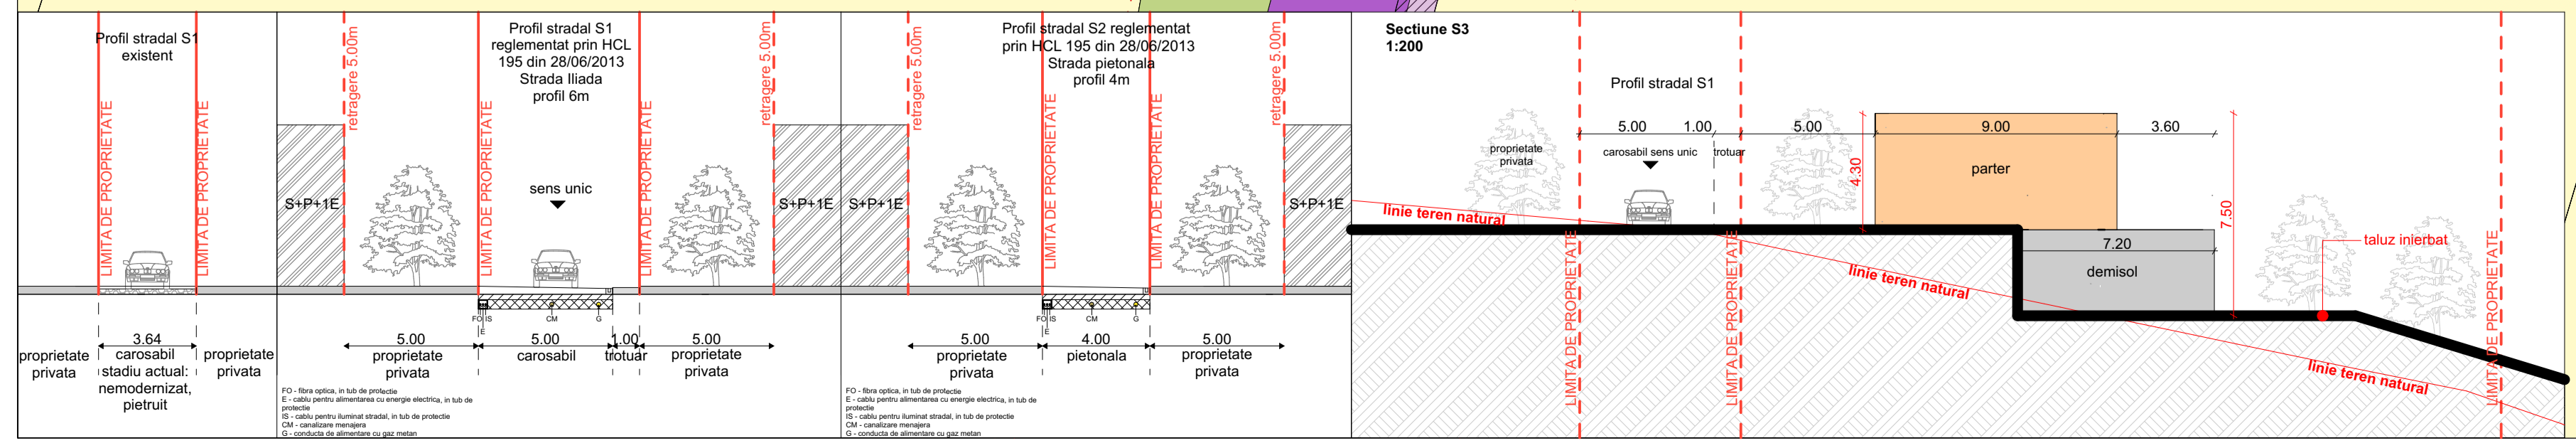 Profil stradal S1
existent
LIMITA DE PROPRIETATE
LIMITA DE PROPRIETATE
proprietate
privata
3.64
carosabil
stadiu actual:
nemodernizat,
pietruit
proprietate
privata
Profil stradal S1
reglementat prin HCL
195 din 28/06/2013
Strada Iliada
profil 6m
retragere 5.00m
LIMITA DE PROPRIETATE
LIMITA DE PROPRIETATE
retragere 5.00m
S+P+1E
sens unic
S+P+1E
FO IS
E
CM
G
5.00
proprietate
privata
5.00
carosabil
1.00
trotuar
5.00
proprietate
privata
FO - fibra optica, in tub de protectie
E - cablu pentru alimentarea cu energie electrica, in tub de
protectie
IS - cablu pentru iluminat stradal, in tub de protectie
CM - canalizare menajera
G - conducta de alimentare cu gaz metan
Profil stradal S2 reglementat
prin HCL 195 din 28/06/2013
Strada pietonala
profil 4m
retragere 5.00m
LIMITA DE PROPRIETATE
LIMITA DE PROPRIETATE
retragere 5.00m
S+P+1E
S+P+1E
FO IS
E
CM
G
5.00
proprietate
privata
4.00
pietonala
5.00
proprietate
privata
FO - fibra optica, in tub de protectie
E - cablu pentru alimentarea cu energie electrica, in tub de
protectie
IS - cablu pentru iluminat stradal, in tub de protectie
CM - canalizare menajera
G - conducta de alimentare cu gaz metan
Sectiune S3
1:200
Profil stradal S1
5.00
1.00
5.00
9.00
3.60
proprietate
privata
carosabil sens unic
trotuar
4.30
parter
7.50
linie teren natural
7.20
demisol
taluz inierbat
linie teren natural
LIMITA DE PROPRIETATE
LIMITA DE PROPRIETATE
LIMITA DE PROPRIETATE
linie teren natural